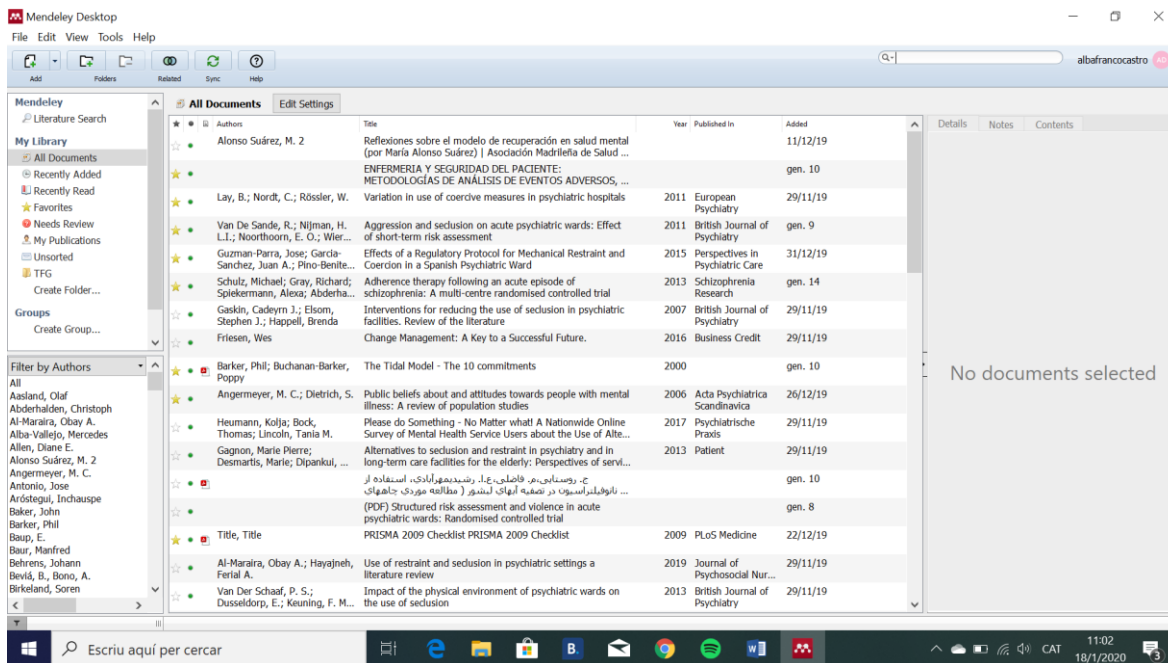 Mendeley Desktop
File Edit View Tools Help
Add Folders Related Sync Help
albafrancocastro AD
Mendeley
Literature Search
My Library
All Documents
Recently Added
Recently Read
Favorites
Needs Review
My Publications
Unsorted
TFG
Create Folder...
Groups
Create Group...
Filter by Authors
All
Aasland, Olaf
Abderhalden, Christoph
Al-Maraira, Obay A.
Alba-Vallejo, Mercedes
Allen, Diane E.
Alonso Suárez, M. 2
Angermeyer, M. C.
Antonio, Jose
Aróstegui, Inchauspe
Baker, John
Barker, Phil
Baup, E.
Baur, Manfred
Behrens, Johann
Beviá, B., Bono, A.
Birkeland, Soren
All Documents Edit Settings
Authors Title Year Published In Added
Alonso Suárez, M. 2 Reflexiones sobre el modelo de recuperación en salud mental 11/12/19
(por María Alonso Suárez) | Asociación Madrileña de Salud ...
ENFERMERIA Y SEGURIDAD DEL PACIENTE: gen. 10
METODOLOGÍAS DE ANÁLISIS DE EVENTOS ADVERSOS, ...
Lay, B.; Nordt, C.; Rössler, W. Variation in use of coercive measures in psychiatric hospitals 2011 European 29/11/19
Psychiatry
Van De Sande, R.; Nijman, H. Aggression and seclusion on acute psychiatric wards: Effect 2011 British Journal of gen. 9
L.I.; Noorthoorn, E. O.; Wier... of short-term risk assessment Psychiatry
Guzman-Parra, Jose; Garcia- Effects of a Regulatory Protocol for Mechanical Restraint and 2015 Perspectives in 31/12/19
Sanchez, Juan A.; Pino-Benite... Coercion in a Spanish Psychiatric Ward Psychiatric Care
Schulz, Michael; Gray, Richard; Adherence therapy following an acute episode of 2013 Schizophrenia gen. 14
Spiekermann, Alexa; Abderha... schizophrenia: A multi-centre randomised controlled trial Research
Gaskin, Cadeyrn J.; Elsom, Interventions for reducing the use of seclusion in psychiatric 2007 British Journal of 29/11/19
Stephen J.; Happell, Brenda facilities. Review of the literature Psychiatry
Friesen, Wes Change Management: A Key to a Successful Future. 2016 Business Credit 29/11/19
Barker, Phil; Buchanan-Barker, The Tidal Model - The 10 commitments 2000 gen. 10
Poppy
Angermeyer, M. C.; Dietrich, S. Public beliefs about and attitudes towards people with mental 2006 Acta Psychiatrica 26/12/19
illness: A review of population studies Scandinavica
Heumann, Kolja; Bock, Please do Something - No Matter what! A Nationwide Online 2017 Psychiatrische 29/11/19
Thomas; Lincoln, Tania M. Survey of Mental Health Service Users about the Use of Alte... Praxis
Gagnon, Marie Pierre; Alternatives to seclusion and restraint in psychiatry and in 2013 Patient 29/11/19
Desmartis, Marie; Dipankui, ... long-term care facilities for the elderly: Perspectives of servi...
ج. روستایی،م. فاضلی،ع.ا. رشیدیمهرآبادي، استفاده از gen. 10
نانوفیلتراسیون در تصفیه آبهاي لبشور ( مطالعه موردي چاههاي ...
(PDF) Structured risk assessment and violence in acute gen. 8
psychiatric wards: Randomised controlled trial
Title, Title PRISMA 2009 Checklist PRISMA 2009 Checklist 2009 PLoS Medicine 22/12/19
Al-Maraira, Obay A.; Hayajneh, Use of restraint and seclusion in psychiatric settings a 2019 Journal of 29/11/19
Ferial A. literature review Psychosocial Nur...
Van Der Schaaf, P. S.; Impact of the physical environment of psychiatric wards on 2013 British Journal of 29/11/19
Dusseldorp, E.; Keuning, F. M... the use of seclusion Psychiatry
Details Notes Contents
No documents selected
Escriu aquí per cercar
B.
W
CAT
11:02
18/1/2020
3